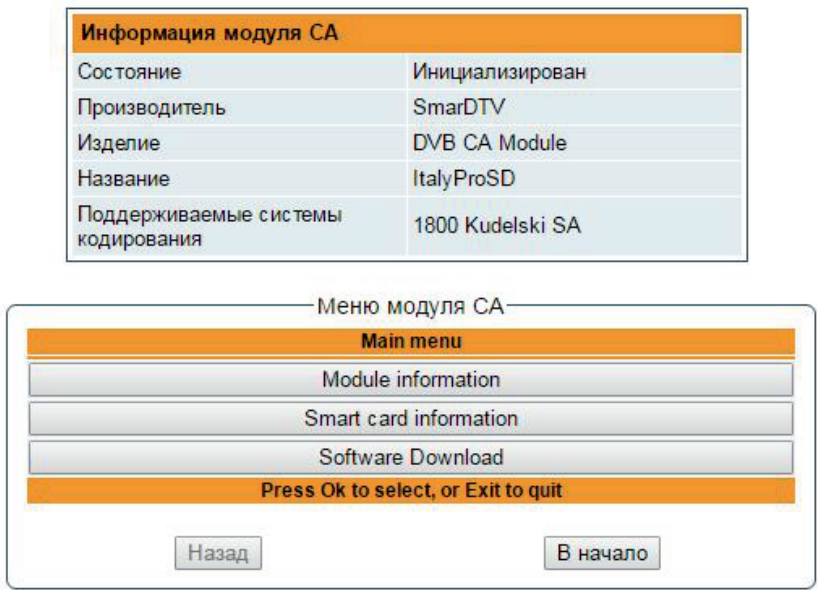 Информация модуля CA
Состояние Инициализирован
Производитель SmarDTV
Изделие DVB CA Module
Название ItalyProSD
Поддерживаемые системы
кодирования 1800 Kudelski SA
Меню модуля CA
Main menu
Module information
Smart card information
Software Download
Press Ok to select, or Exit to quit
Назад В начало